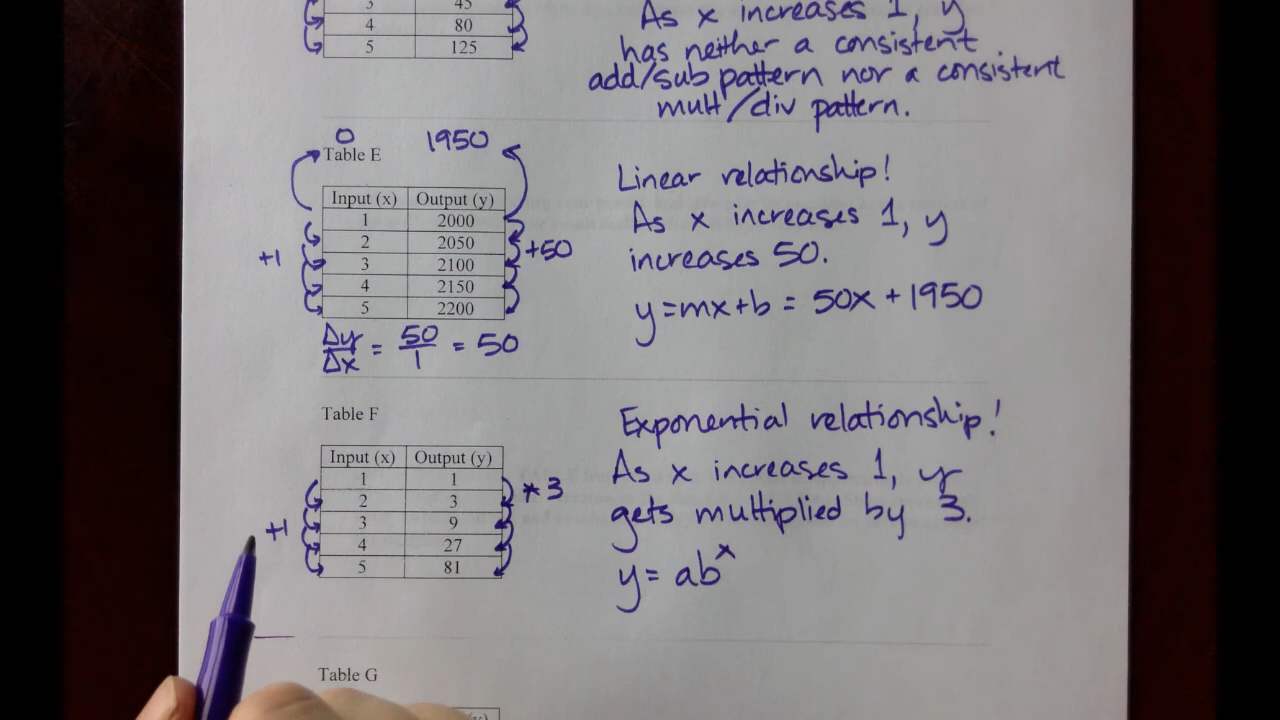 3 45
4 80
5 125
As x increases 1, y
has neither a consistent
add/sub pattern nor a consistent
mult/div pattern.
0 1950
Table E
Input (x) Output (y)
1 2000
2 2050
3 2100
4 2150
5 2200
+1
+50
Δy/Δx = 50/1 = 50
Linear relationship!
As x increases 1, y
increases 50.
y=mx+b = 50x + 1950
Table F
Input (x) Output (y)
1 1
2 3
3 9
4 27
5 81
+1
* 3
Exponential relationship!
As x increases 1, y
gets multiplied by 3.
y= abˣ
Table G
(y)